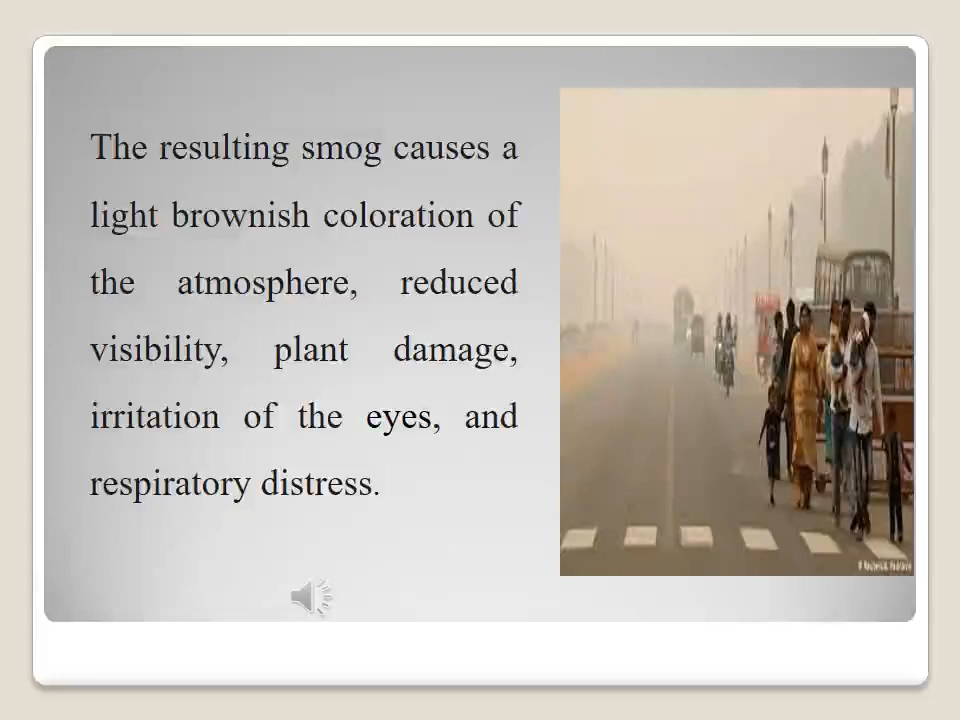 The resulting smog causes a
light brownish coloration of
the atmosphere, reduced
visibility, plant damage,
irritation of the eyes, and
respiratory distress.